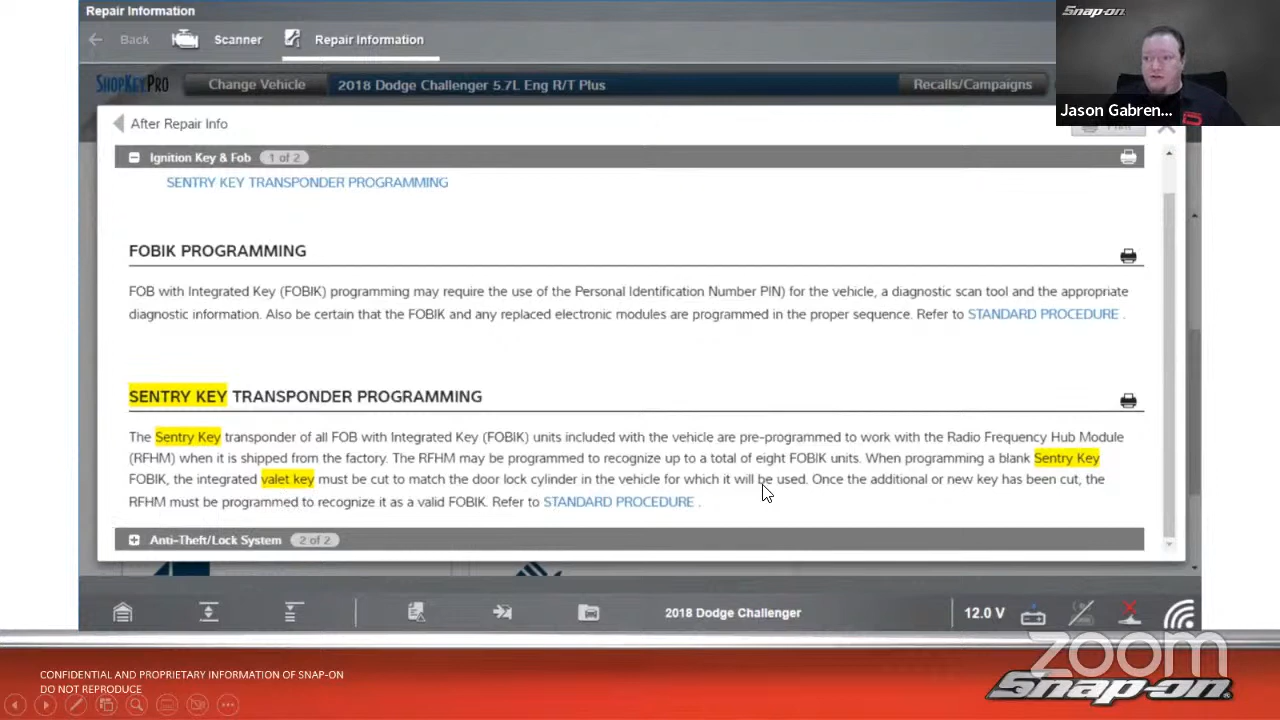 Repair Information
Back
Scanner
Repair Information
Snap-on
Jason Gabren...
SHOPKEYPRO
Change Vehicle
2018 Dodge Challenger 5.7L Eng R/T Plus
Recalls/Campaigns
After Repair Info
Ignition Key & Fob 1 of 2
SENTRY KEY TRANSPONDER PROGRAMMING
FOBIK PROGRAMMING
FOB with Integrated Key (FOBIK) programming may require the use of the Personal Identification Number PIN) for the vehicle, a diagnostic scan tool and the appropriate
diagnostic information. Also be certain that the FOBIK and any replaced electronic modules are programmed in the proper sequence. Refer to STANDARD PROCEDURE .
SENTRY KEY TRANSPONDER PROGRAMMING
The Sentry Key transponder of all FOB with Integrated Key (FOBIK) units included with the vehicle are pre-programmed to work with the Radio Frequency Hub Module
(RFHM) when it is shipped from the factory. The RFHM may be programmed to recognize up to a total of eight FOBIK units. When programming a blank Sentry Key
FOBIK, the integrated valet key must be cut to match the door lock cylinder in the vehicle for which it will be used. Once the additional or new key has been cut, the
RFHM must be programmed to recognize it as a valid FOBIK. Refer to STANDARD PROCEDURE .
Anti-Theft/Lock System 2 of 2
2018 Dodge Challenger
12.0 V
zoom
CONFIDENTIAL AND PROPRIETARY INFORMATION OF SNAP-ON
DO NOT REPRODUCE
Snap-on